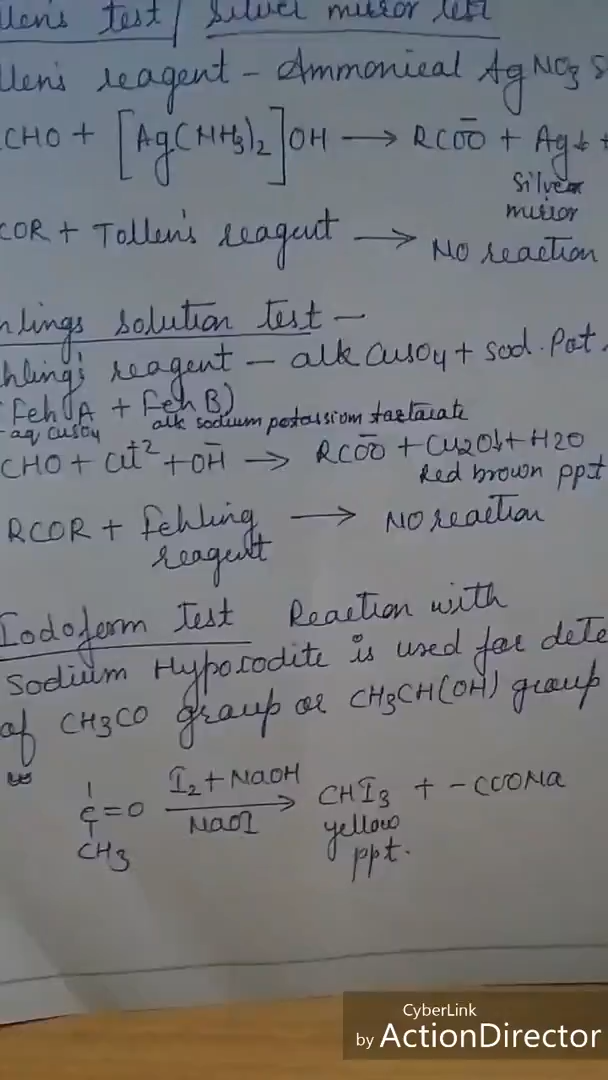 llen's test / Silver mirror test
llen's reagent - Ammonical AgNO3 S
CHO + [Ag(NH3)2]OH → RCOO⁻ + Ag↓ +
Silver
mirror
COR + Tollen's reagent → No reaction
hlings solution test -
hling's reagent - alk CuSO4 + Sod. Pot.
Feh A + Feh B)
aq CuSO4 alk sodium potassium tartarate
CHO + Cu⁺² + OH⁻ → RCOO⁻ + Cu2O↓ + H2O
Red brown ppt
RCOR + Fehling reagent → No reaction
Iodoform Test Reaction with
Sodium Hypoiodite is used for dete
of CH3CO group or CH3CH(OH) group
C=O I2 + NaOH → CHI3 + -COONa
CH3 NaOI yellow
ppt.
CyberLink
by ActionDirector